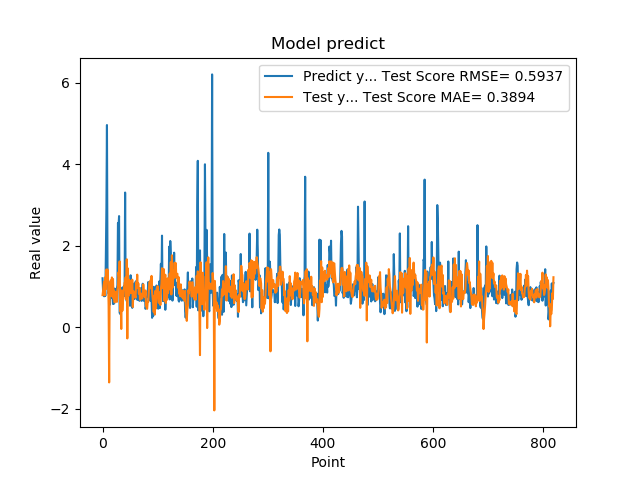 Model predict
Predict y... Test Score RMSE= 0.5937
Test y... Test Score MAE= 0.3894
Real value
6
4
2
0
−2
0 200 400 600 800
Point